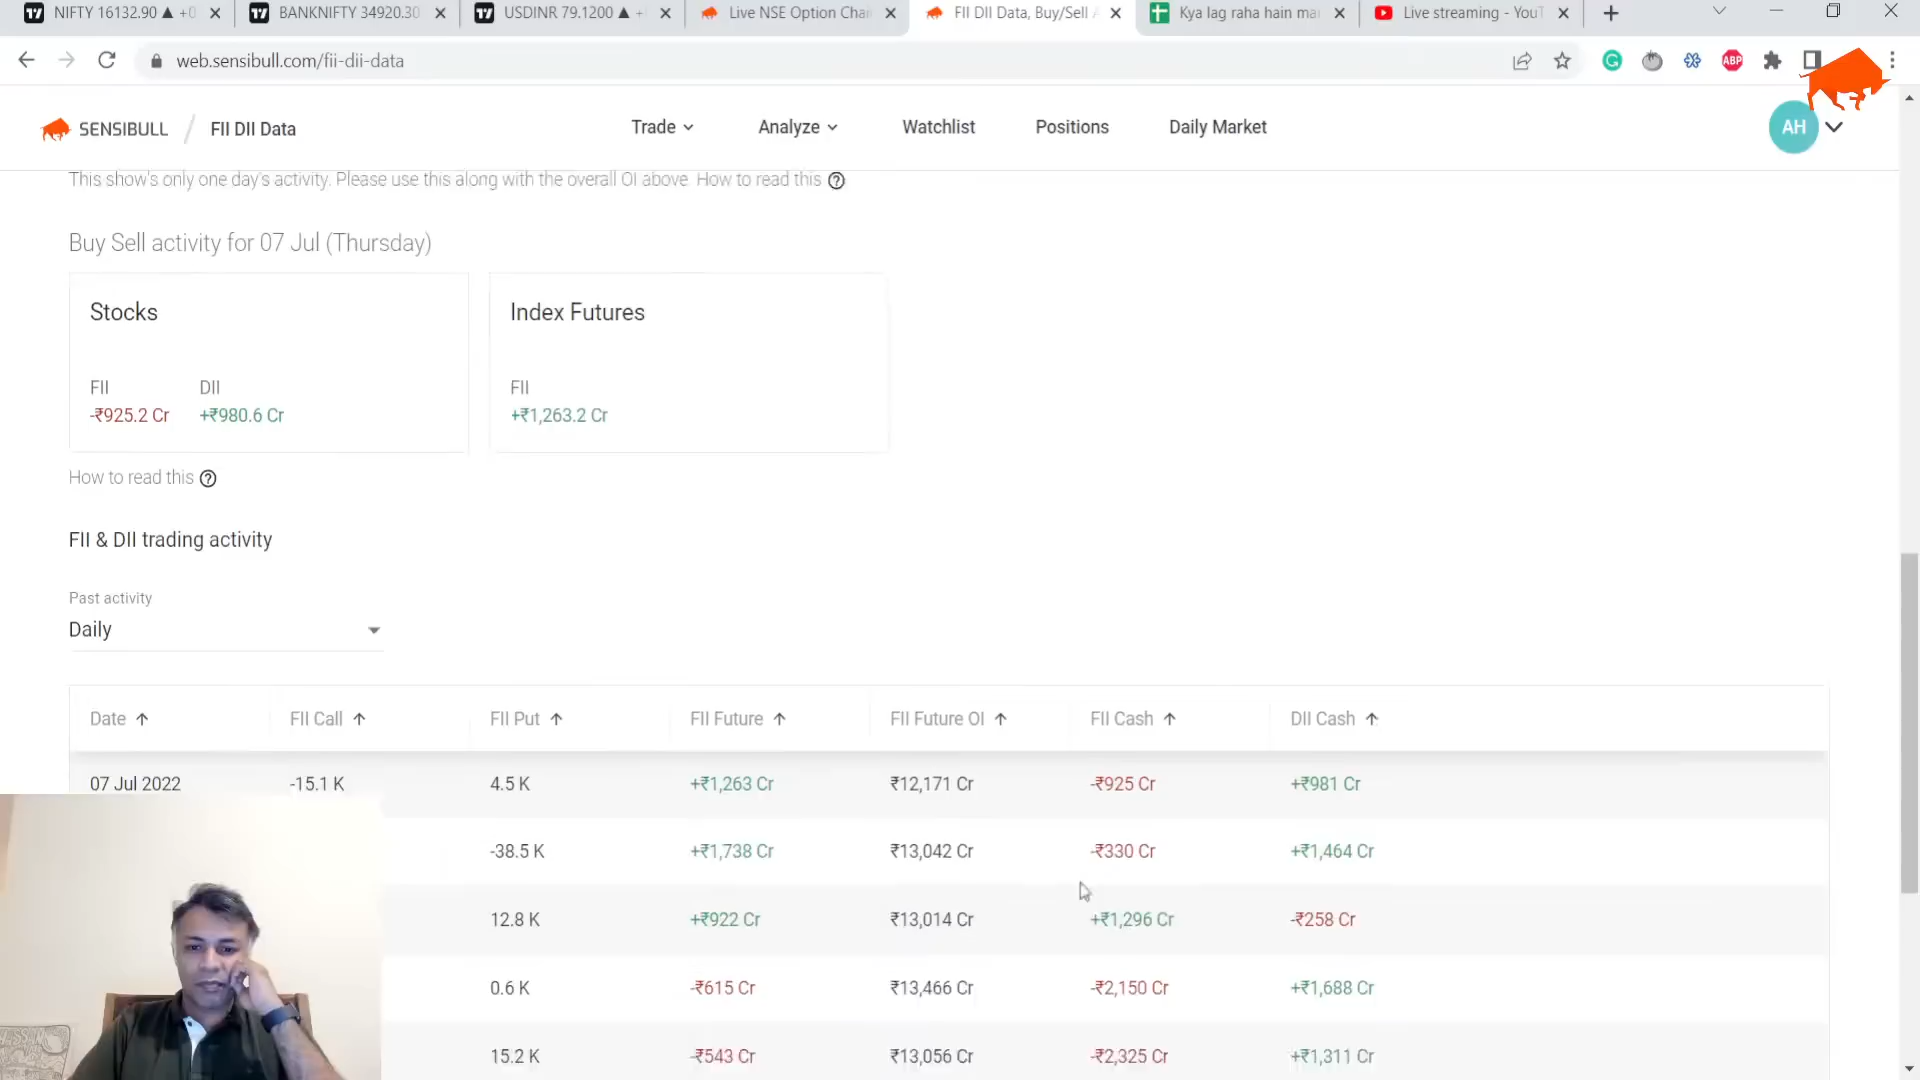 NIFTY 16132.90 ▲ +0
BANKNIFTY 34920.30
USDINR 79.1200 ▲ +
Live NSE Option Chai
FII DII Data, Buy/Sell A
Kya lag raha hain ma
Live streaming - YouT
web.sensibull.com/fii-dii-data
ABP
SENSIBULL / FII DII Data
Trade
Analyze
Watchlist
Positions
Daily Market
AH
This show's only one day's activity. Please use this along with the overall OI above How to read this
Buy Sell activity for 07 Jul (Thursday)
Stocks
FII DII
-₹925.2 Cr +₹980.6 Cr
Index Futures
FII
+₹1,263.2 Cr
How to read this
FII & DII trading activity
Past activity
Daily
Date ↑ FII Call ↑ FII Put ↑ FII Future ↑ FII Future OI ↑ FII Cash ↑ DII Cash ↑
07 Jul 2022 -15.1 K 4.5 K +₹1,263 Cr ₹12,171 Cr -₹925 Cr +₹981 Cr
-38.5 K +₹1,738 Cr ₹13,042 Cr -₹330 Cr +₹1,464 Cr
12.8 K +₹922 Cr ₹13,014 Cr +₹1,296 Cr -₹258 Cr
0.6 K -₹615 Cr ₹13,466 Cr -₹2,150 Cr +₹1,688 Cr
15.2 K -₹543 Cr ₹13,056 Cr -₹2,325 Cr +₹1,311 Cr